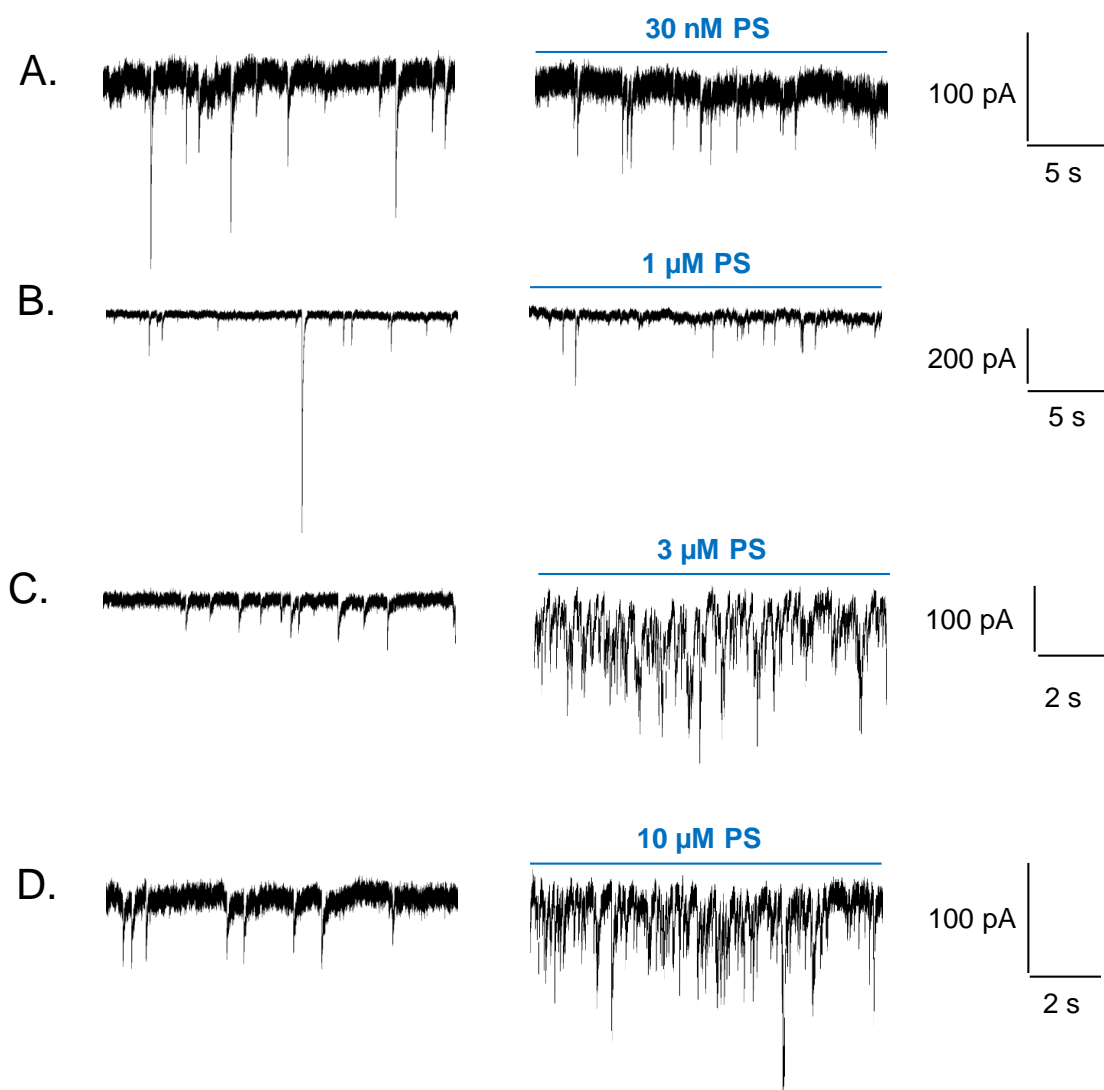 A.
30 nM PS
100 pA
5 s
B.
1 µM PS
200 pA
5 s
C.
3 µM PS
100 pA
2 s
D.
10 µM PS
100 pA
2 s